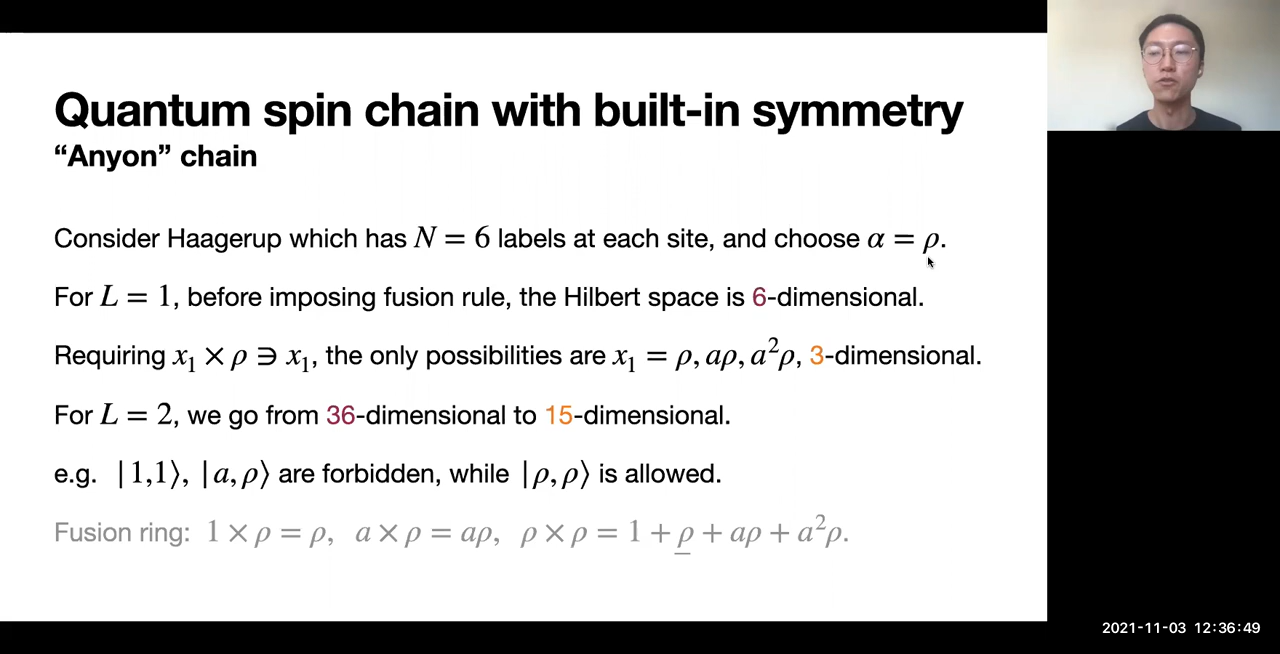 Quantum spin chain with built-in symmetry
“Anyon” chain
Consider Haagerup which has N = 6 labels at each site, and choose α = ρ.
For L = 1, before imposing fusion rule, the Hilbert space is 6-dimensional.
Requiring x₁ × ρ ∋ x₁, the only possibilities are x₁ = ρ, aρ, a²ρ, 3-dimensional.
For L = 2, we go from 36-dimensional to 15-dimensional.
e.g. |1,1⟩, |a, ρ⟩ are forbidden, while |ρ, ρ⟩ is allowed.
Fusion ring: 1 × ρ = ρ, a × ρ = aρ, ρ × ρ = 1 + ρ + aρ + a²ρ.
2021-11-03 12:36:49